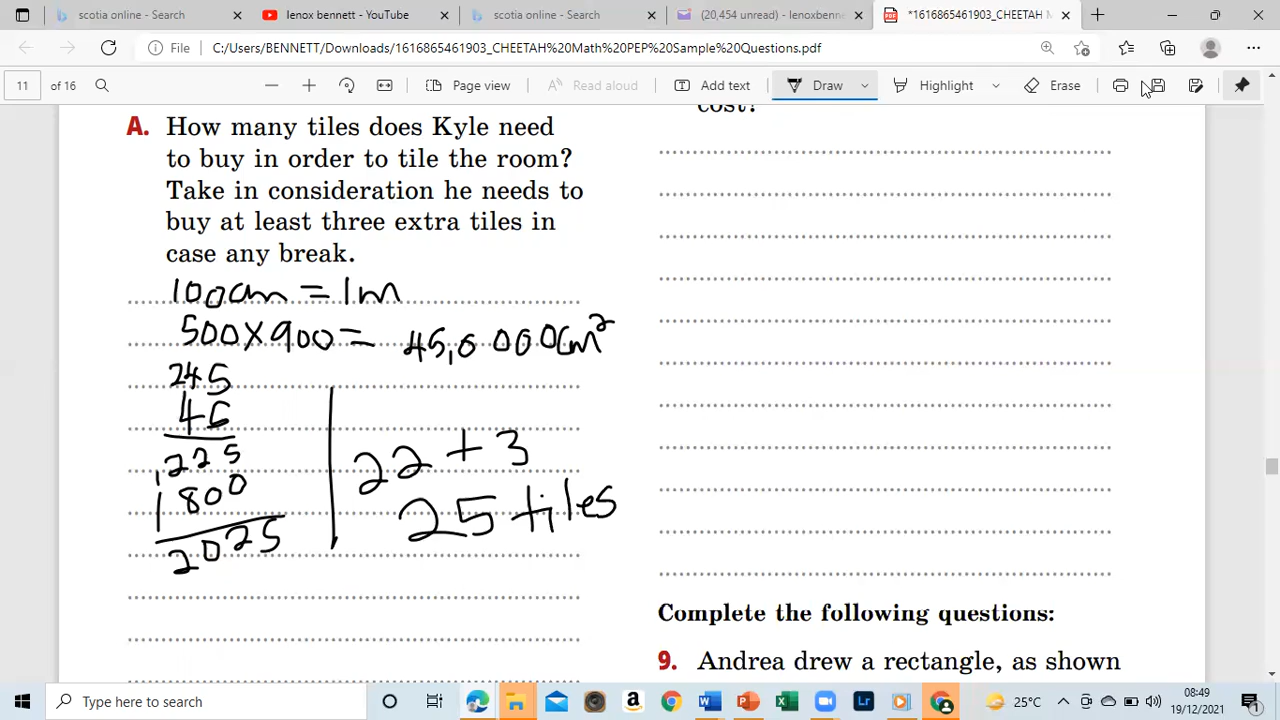 scotia online - Search
lenox bennett - YouTube
scotia online - Search
(20,454 unread) - lenoxbenne
*1616865461903_CHEETAH M
File
C:/Users/BENNETT/Downloads/1616865461903_CHEETAH%20Math%20PEP%20Sample%20Questions.pdf
11 of 16
Page view
Read aloud
Add text
Draw
Highlight
Erase
A. How many tiles does Kyle need
to buy in order to tile the room?
Take in consideration he needs to
buy at least three extra tiles in
case any break.
100cm = 1m
500 x 900 = 45,0 000cm²
245
45
225
1800
2025
22 + 3
25 tiles
cost?
Complete the following questions:
9. Andrea drew a rectangle, as shown
Type here to search
25°C
08:49
19/12/2021